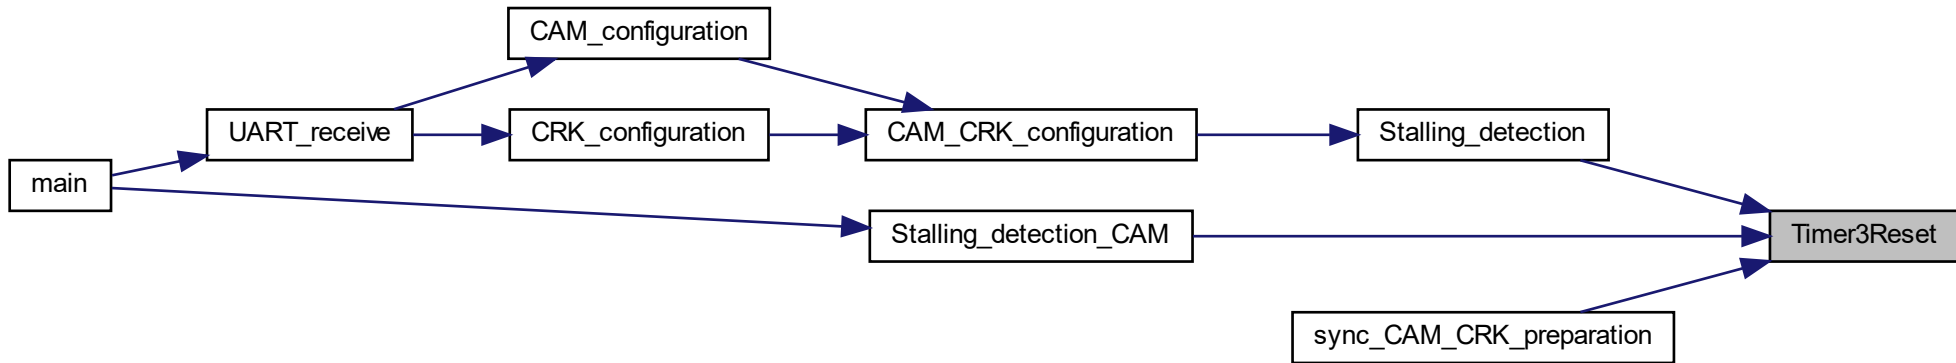 CAM_configuration
UART_receive
CRK_configuration
CAM_CRK_configuration
Stalling_detection
main
Stalling_detection_CAM
Timer3Reset
sync_CAM_CRK_preparation